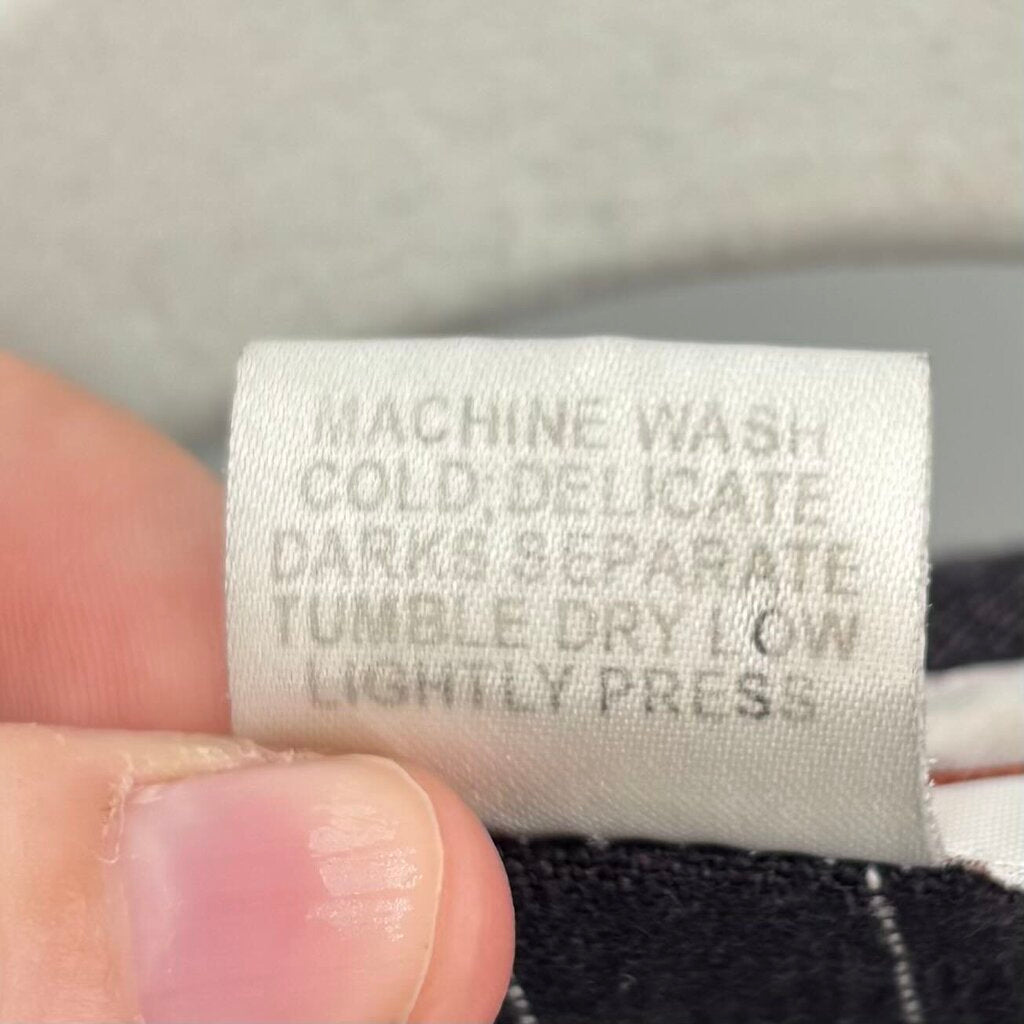 MACHINE WASH
COLD, DELICATE
DARKS SEPARATE
TUMBLE DRY LOW
LIGHTLY PRESS